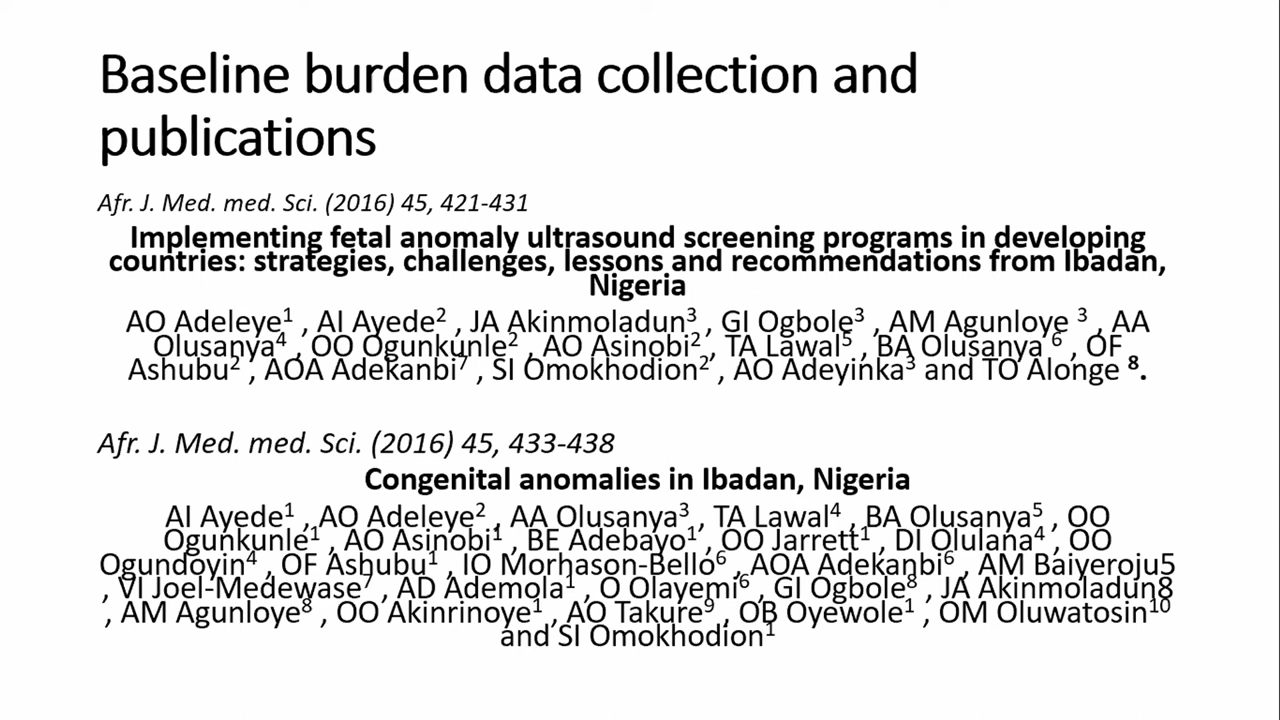 Baseline burden data collection and
publications
Afr. J. Med. med. Sci. (2016) 45, 421-431
Implementing fetal anomaly ultrasound screening programs in developing
countries: strategies, challenges, lessons and recommendations from Ibadan,
Nigeria
AO Adeleye¹ , AI Ayede² , JA Akinmoladun³ , GI Ogbole³ , AM Agunloye ³ , AA
Olusanya⁴ , OO Ogunkunle² , AO Asinobi² , TA Lawal⁵ , BA Olusanya ⁶ , OF
Ashubu² , AOA Adekanbi⁷ , SI Omokhodion² , AO Adeyinka³ and TO Alonge ⁸.
Afr. J. Med. med. Sci. (2016) 45, 433-438
Congenital anomalies in Ibadan, Nigeria
AI Ayede¹ , AO Adeleye² , AA Olusanya³ , TA Lawal⁴ , BA Olusanya⁵ , OO
Ogunkunle¹ , AO Asinobi¹ , BE Adebayo¹ , OO Jarrett¹ , DI Olulana⁴ , OO
Ogundoyin⁴ , OF Ashubu¹ , IO Morhason-Bello⁶ , AOA Adekanbi⁶ , AM Baiyeroju5
, VI Joel-Medewase⁷ , AD Ademola¹ , O Olayemi⁶ , GI Ogbole⁸ , JA Akinmoladun8
, AM Agunloye⁸ , OO Akinrinoye¹ , AO Takure⁹ , OB Oyewole¹ , OM Oluwatosin¹⁰
and SI Omokhodion¹